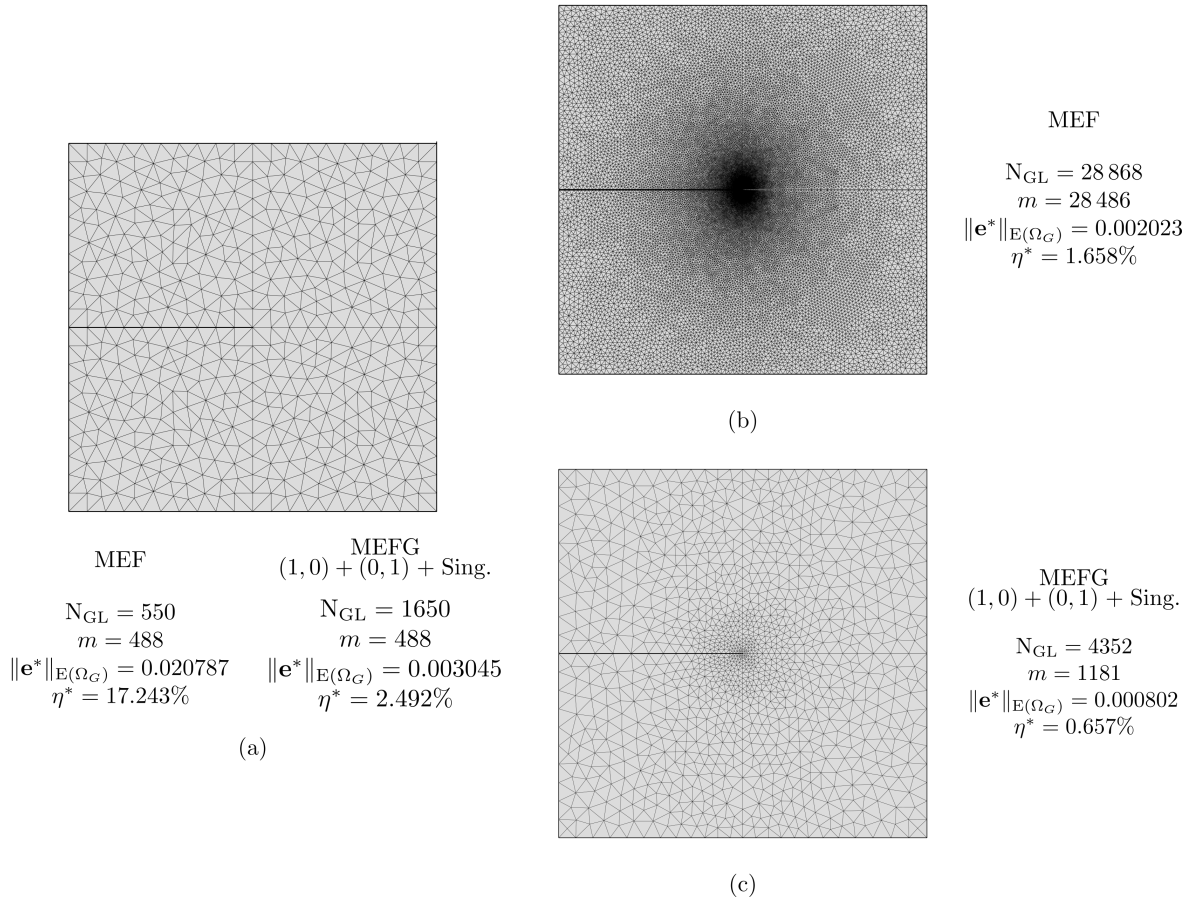 MEF
N_GL = 550
m = 488
‖e*‖_E(Ω_G) = 0.020787
η* = 17.243%
MEFG
(1, 0) + (0, 1) + Sing.
N_GL = 1650
m = 488
‖e*‖_E(Ω_G) = 0.003045
η* = 2.492%
(a)
MEF
N_GL = 28 868
m = 28 486
‖e*‖_E(Ω_G) = 0.002023
η* = 1.658%
(b)
MEFG
(1, 0) + (0, 1) + Sing.
N_GL = 4352
m = 1181
‖e*‖_E(Ω_G) = 0.000802
η* = 0.657%
(c)